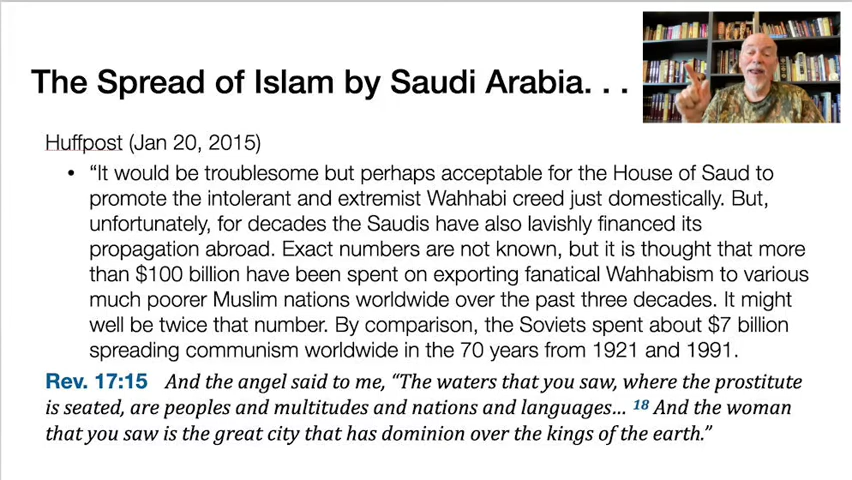 The Spread of Islam by Saudi Arabia. . .
Huffpost (Jan 20, 2015)
• “It would be troublesome but perhaps acceptable for the House of Saud to
promote the intolerant and extremist Wahhabi creed just domestically. But,
unfortunately, for decades the Saudis have also lavishly financed its
propagation abroad. Exact numbers are not known, but it is thought that more
than $100 billion have been spent on exporting fanatical Wahhabism to various
much poorer Muslim nations worldwide over the past three decades. It might
well be twice that number. By comparison, the Soviets spent about $7 billion
spreading communism worldwide in the 70 years from 1921 and 1991.
Rev. 17:15 And the angel said to me, “The waters that you saw, where the prostitute
is seated, are peoples and multitudes and nations and languages... 18 And the woman
that you saw is the great city that has dominion over the kings of the earth.”